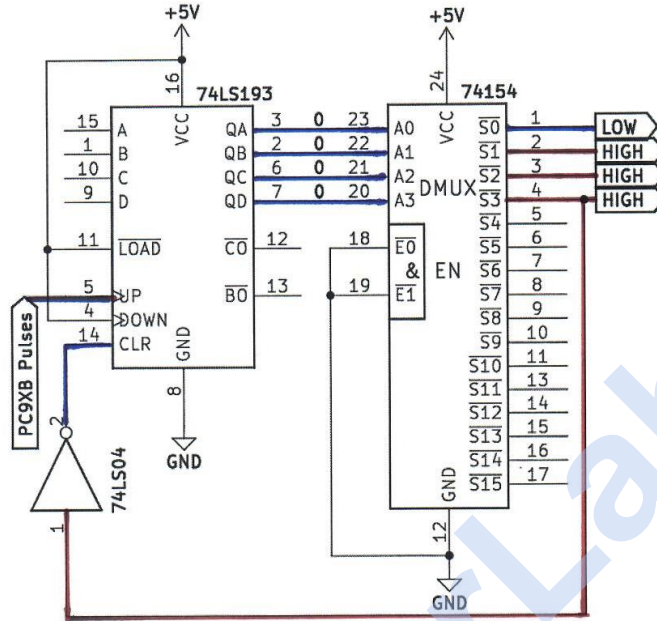 +5V
+5V
16
74LS193
24
74154
VCC
VCC
15 A QA 3 0 23 A0 S0 1 LOW
1 B QB 2 0 22 A1 S1 2 HIGH
10 C QC 6 0 21 A2 S2 3 HIGH
9 D QD 7 0 20 A3 DMUX S3 4 HIGH
S4 5
11 LOAD CO 12 18 E0 S5 6
& EN S6 7
5 UP BO 13 19 E1 S7 8
4 DOWN S8 9
14 CLR GND S9 10
8
S10 11
S11 13
S12 14
S13 15
S14 16
S15 17
PC9XB Pulses
GND
2
74LS04
1
GND
12
GND
rLa